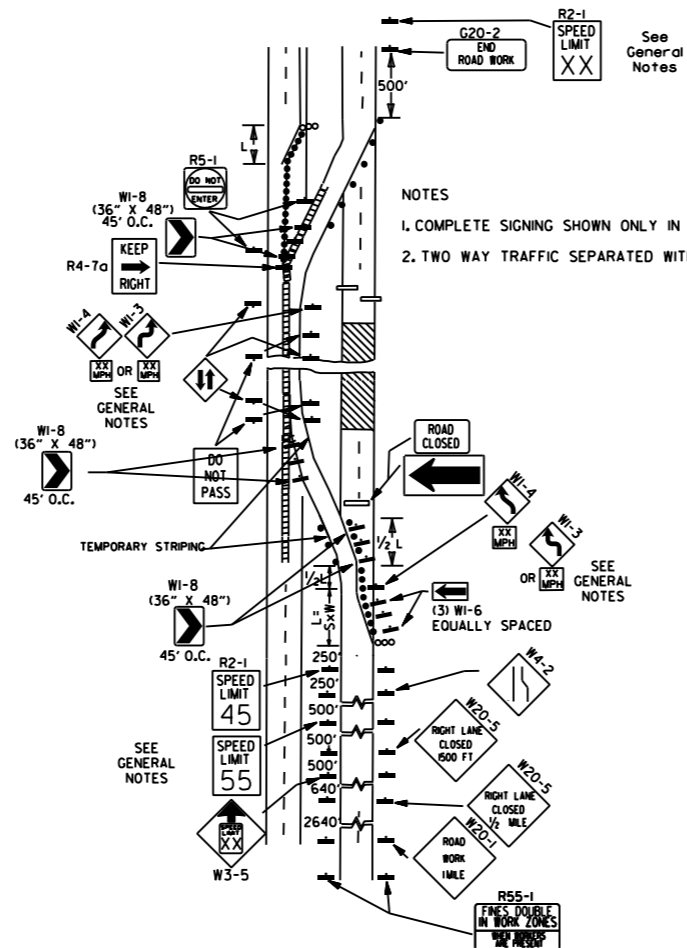 R2-1
SPEED
LIMIT
XX
See
General
Notes
G20-2
END
ROAD WORK
500'
L
R5-1
DO NOT
ENTER
W1-8
(36" X 48")
45' O.C.
KEEP
RIGHT
R4-7a
NOTES
1. COMPLETE SIGNING SHOWN ONLY IN
2. TWO WAY TRAFFIC SEPARATED WIT
W1-4
W1-3
XX
MPH
OR
XX
MPH
SEE
GENERAL
NOTES
W1-8
(36" X 48")
45' O.C.
DO
NOT
PASS
ROAD
CLOSED
TEMPORARY STRIPING
1/2 L
W1-4
XX
MPH
W1-3
OR
XX
MPH
SEE
GENERAL
NOTES
W1-8
(36" X 48")
45' O.C.
1/2L
L=
SxW
(3) W1-6
EQUALLY SPACED
R2-1
SPEED
LIMIT
45
250'
250'
500'
500'
500'
640'
2640'
W4-2
SEE
GENERAL
NOTES
SPEED
LIMIT
55
W20-5
RIGHT LANE
CLOSED
1500 FT
SPEED
LIMIT
XX
W3-5
W20-5
RIGHT LANE
CLOSED
1/2 MILE
W20-1
ROAD
WORK
1 MILE
R55-1
FINES DOUBLE
IN WORK ZONES
WHEN WORKERS
ARE PRESENT